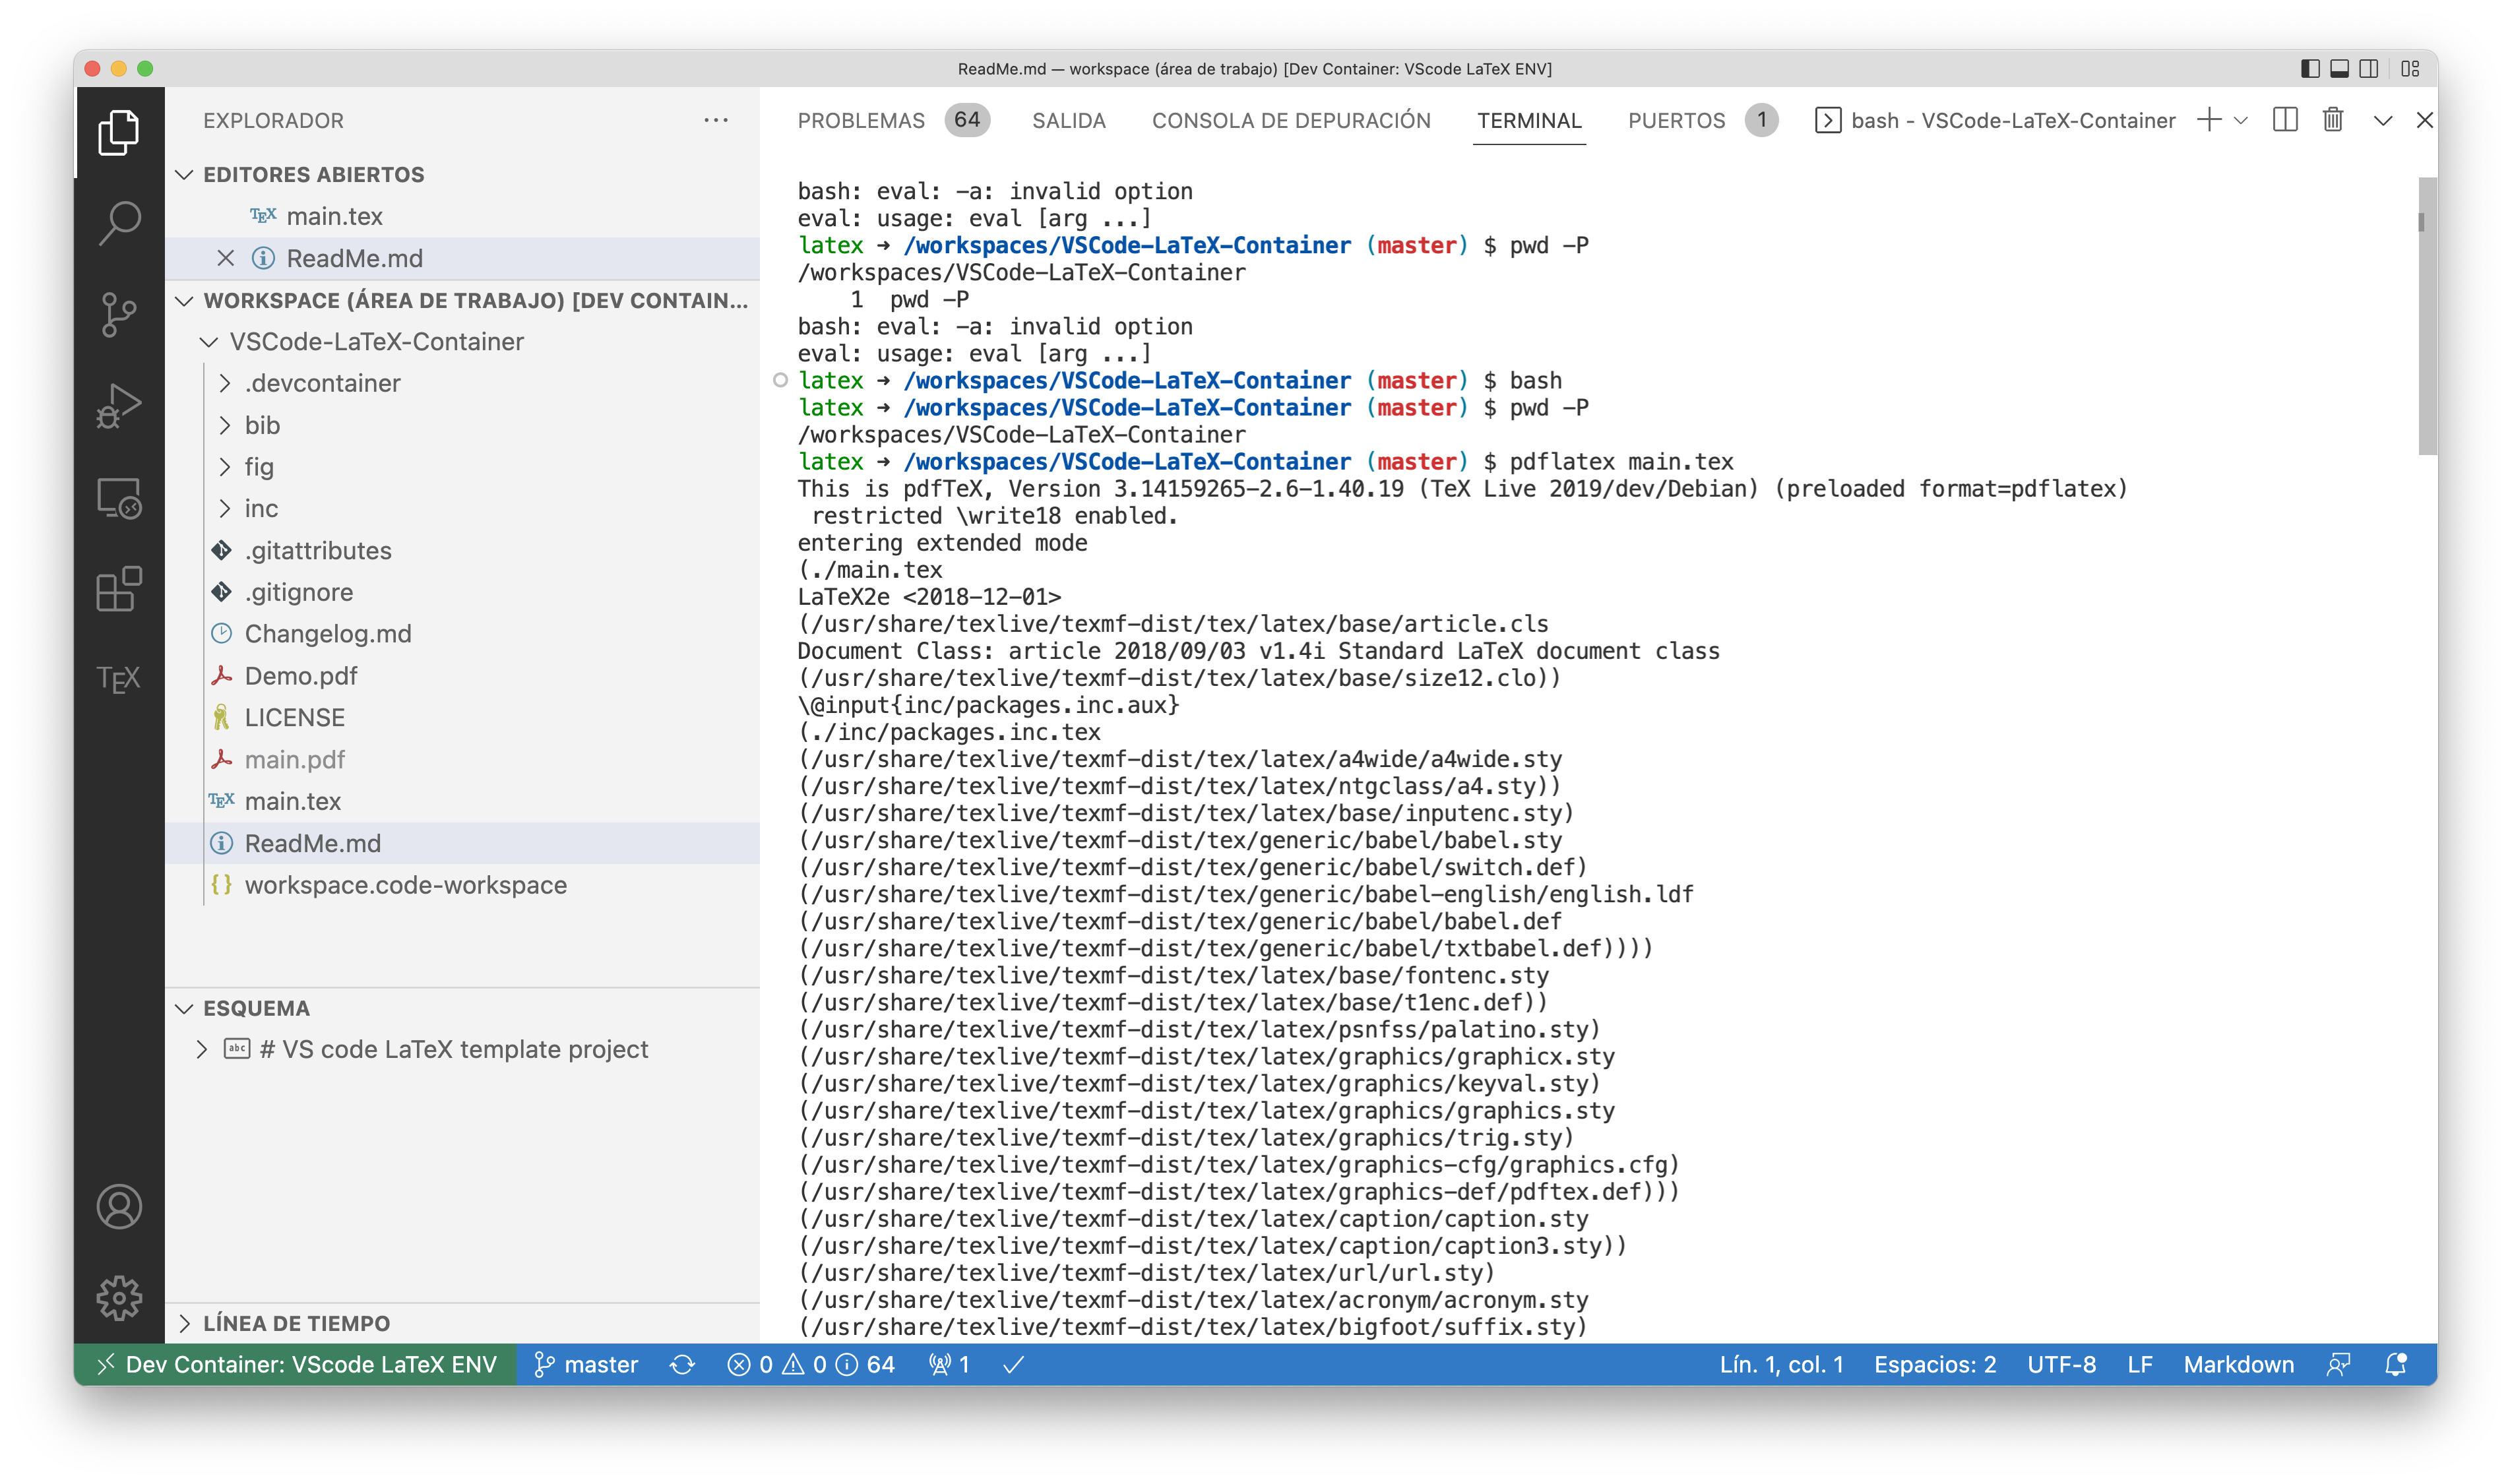 ReadMe.md — workspace (área de trabajo) [Dev Container: VScode LaTeX ENV]
EXPLORADOR
EDITORES ABIERTOS
TEX main.tex
ReadMe.md
WORKSPACE (ÁREA DE TRABAJO) [DEV CONTAIN...
VSCode-LaTeX-Container
.devcontainer
bib
fig
inc
.gitattributes
.gitignore
Changelog.md
Demo.pdf
LICENSE
main.pdf
TEX main.tex
ReadMe.md
{} workspace.code-workspace
TEX
ESQUEMA
abc # VS code LaTeX template project
LÍNEA DE TIEMPO
PROBLEMAS 64 SALIDA CONSOLA DE DEPURACIÓN TERMINAL PUERTOS 1 bash - VSCode-LaTeX-Container
bash: eval: -a: invalid option
eval: usage: eval [arg ...]
latex → /workspaces/VSCode-LaTeX-Container (master) $ pwd -P
/workspaces/VSCode-LaTeX-Container
    1  pwd -P
bash: eval: -a: invalid option
eval: usage: eval [arg ...]
latex → /workspaces/VSCode-LaTeX-Container (master) $ bash
latex → /workspaces/VSCode-LaTeX-Container (master) $ pwd -P
/workspaces/VSCode-LaTeX-Container
latex → /workspaces/VSCode-LaTeX-Container (master) $ pdflatex main.tex
This is pdfTeX, Version 3.14159265-2.6-1.40.19 (TeX Live 2019/dev/Debian) (preloaded format=pdflatex)
 restricted \write18 enabled.
entering extended mode
(./main.tex
LaTeX2e <2018-12-01>
(/usr/share/texlive/texmf-dist/tex/latex/base/article.cls
Document Class: article 2018/09/03 v1.4i Standard LaTeX document class
(/usr/share/texlive/texmf-dist/tex/latex/base/size12.clo))
\@input{inc/packages.inc.aux}
(./inc/packages.inc.tex
(/usr/share/texlive/texmf-dist/tex/latex/a4wide/a4wide.sty
(/usr/share/texlive/texmf-dist/tex/latex/ntgclass/a4.sty))
(/usr/share/texlive/texmf-dist/tex/latex/base/inputenc.sty)
(/usr/share/texlive/texmf-dist/tex/generic/babel/babel.sty
(/usr/share/texlive/texmf-dist/tex/generic/babel/switch.def)
(/usr/share/texlive/texmf-dist/tex/generic/babel-english/english.ldf
(/usr/share/texlive/texmf-dist/tex/generic/babel/babel.def
(/usr/share/texlive/texmf-dist/tex/generic/babel/txtbabel.def))))
(/usr/share/texlive/texmf-dist/tex/latex/base/fontenc.sty
(/usr/share/texlive/texmf-dist/tex/latex/base/t1enc.def))
(/usr/share/texlive/texmf-dist/tex/latex/psnfss/palatino.sty)
(/usr/share/texlive/texmf-dist/tex/latex/graphics/graphicx.sty
(/usr/share/texlive/texmf-dist/tex/latex/graphics/keyval.sty)
(/usr/share/texlive/texmf-dist/tex/latex/graphics/graphics.sty
(/usr/share/texlive/texmf-dist/tex/latex/graphics/trig.sty)
(/usr/share/texlive/texmf-dist/tex/latex/graphics-cfg/graphics.cfg)
(/usr/share/texlive/texmf-dist/tex/latex/graphics-def/pdftex.def)))
(/usr/share/texlive/texmf-dist/tex/latex/caption/caption.sty
(/usr/share/texlive/texmf-dist/tex/latex/caption/caption3.sty))
(/usr/share/texlive/texmf-dist/tex/latex/url/url.sty)
(/usr/share/texlive/texmf-dist/tex/latex/acronym/acronym.sty
(/usr/share/texlive/texmf-dist/tex/latex/bigfoot/suffix.sty)
Dev Container: VScode LaTeX ENV master 0 0 64 1 Lín. 1, col. 1 Espacios: 2 UTF-8 LF Markdown